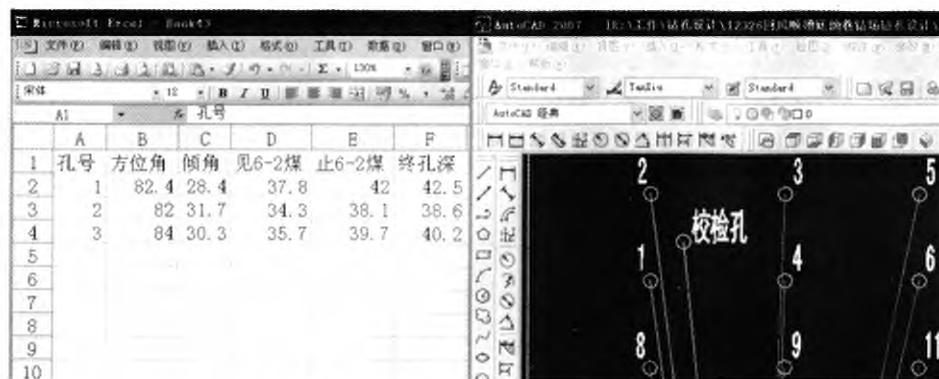 Microsoft Excel - Book43
文件(F) 编辑(E) 视图(V) 插入(I) 格式(O) 工具(T) 数据(D) 窗口(W)
Σ 130%
宋体 12 B I U %
A1 孔号
A B C D E F
1 孔号 方位角 倾角 见6-2煤 止6-2煤 终孔深
2 1 82.4 28.4 37.8 42 42.5
3 2 82 31.7 34.3 38.1 38.6
4 3 84 30.3 35.7 39.7 40.2
5
6
7
8
9
10
AutoCAD 2007
Standard Standard
AutoCAD 经典
2 3 5
校检孔
1 4 6
8 9 11